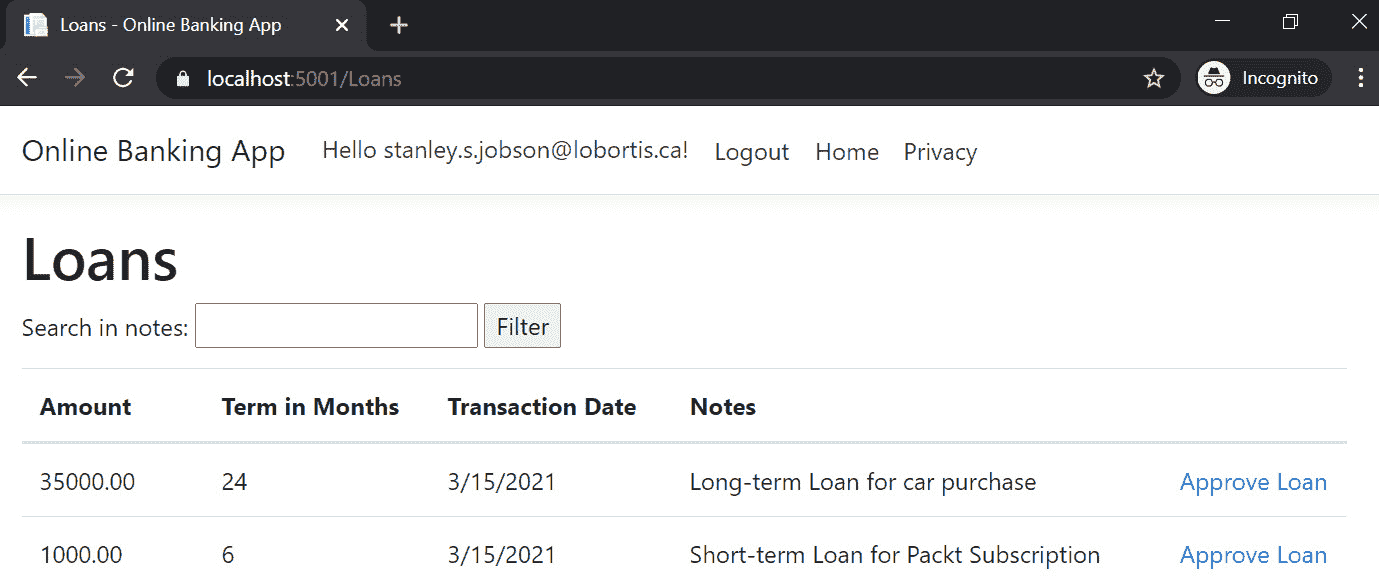 Loans - Online Banking App
localhost:5001/Loans
Incognito
Online Banking App Hello stanley.s.jobson@lobortis.ca! Logout Home Privacy
Loans
Search in notes: Filter
Amount Term in Months Transaction Date Notes
35000.00 24 3/15/2021 Long-term Loan for car purchase Approve Loan
1000.00 6 3/15/2021 Short-term Loan for Packt Subscription Approve Loan